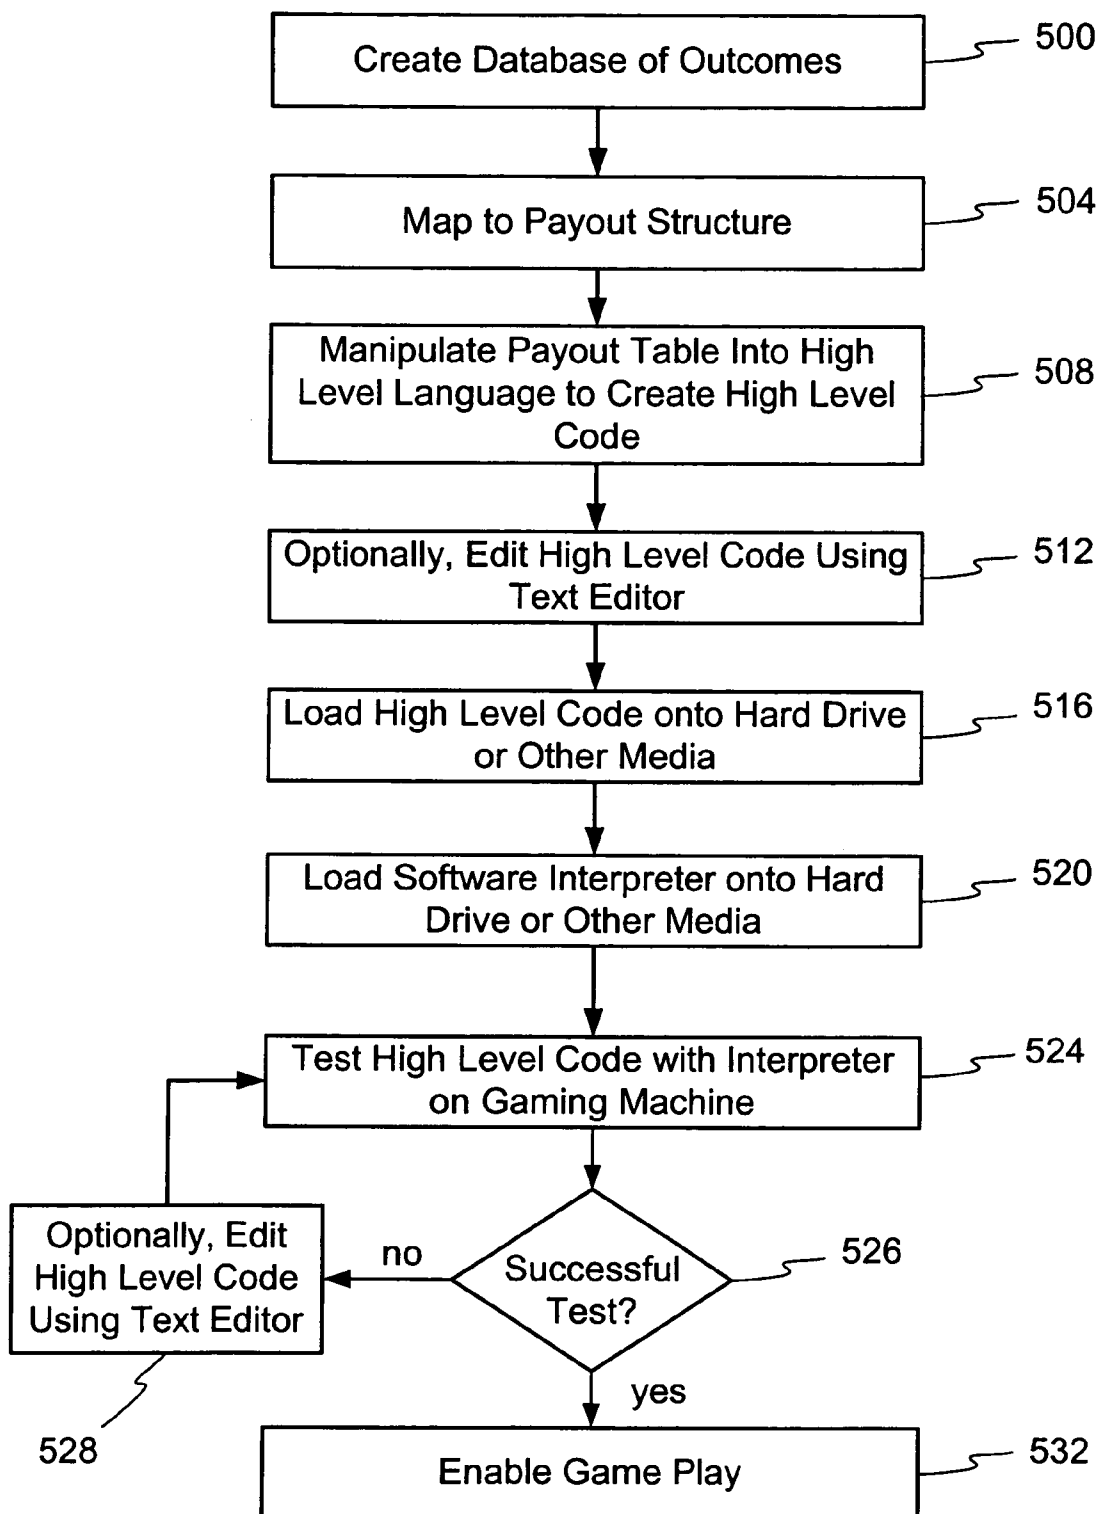 Create Database of Outcomes
500
Map to Payout Structure
504
Manipulate Payout Table Into High
Level Language to Create High Level
Code
508
Optionally, Edit High Level Code Using
Text Editor
512
Load High Level Code onto Hard Drive
or Other Media
516
Load Software Interpreter onto Hard
Drive or Other Media
520
Test High Level Code with Interpreter
on Gaming Machine
524
Successful
Test?
526
no
Optionally, Edit
High Level Code
Using Text Editor
528
yes
Enable Game Play
532